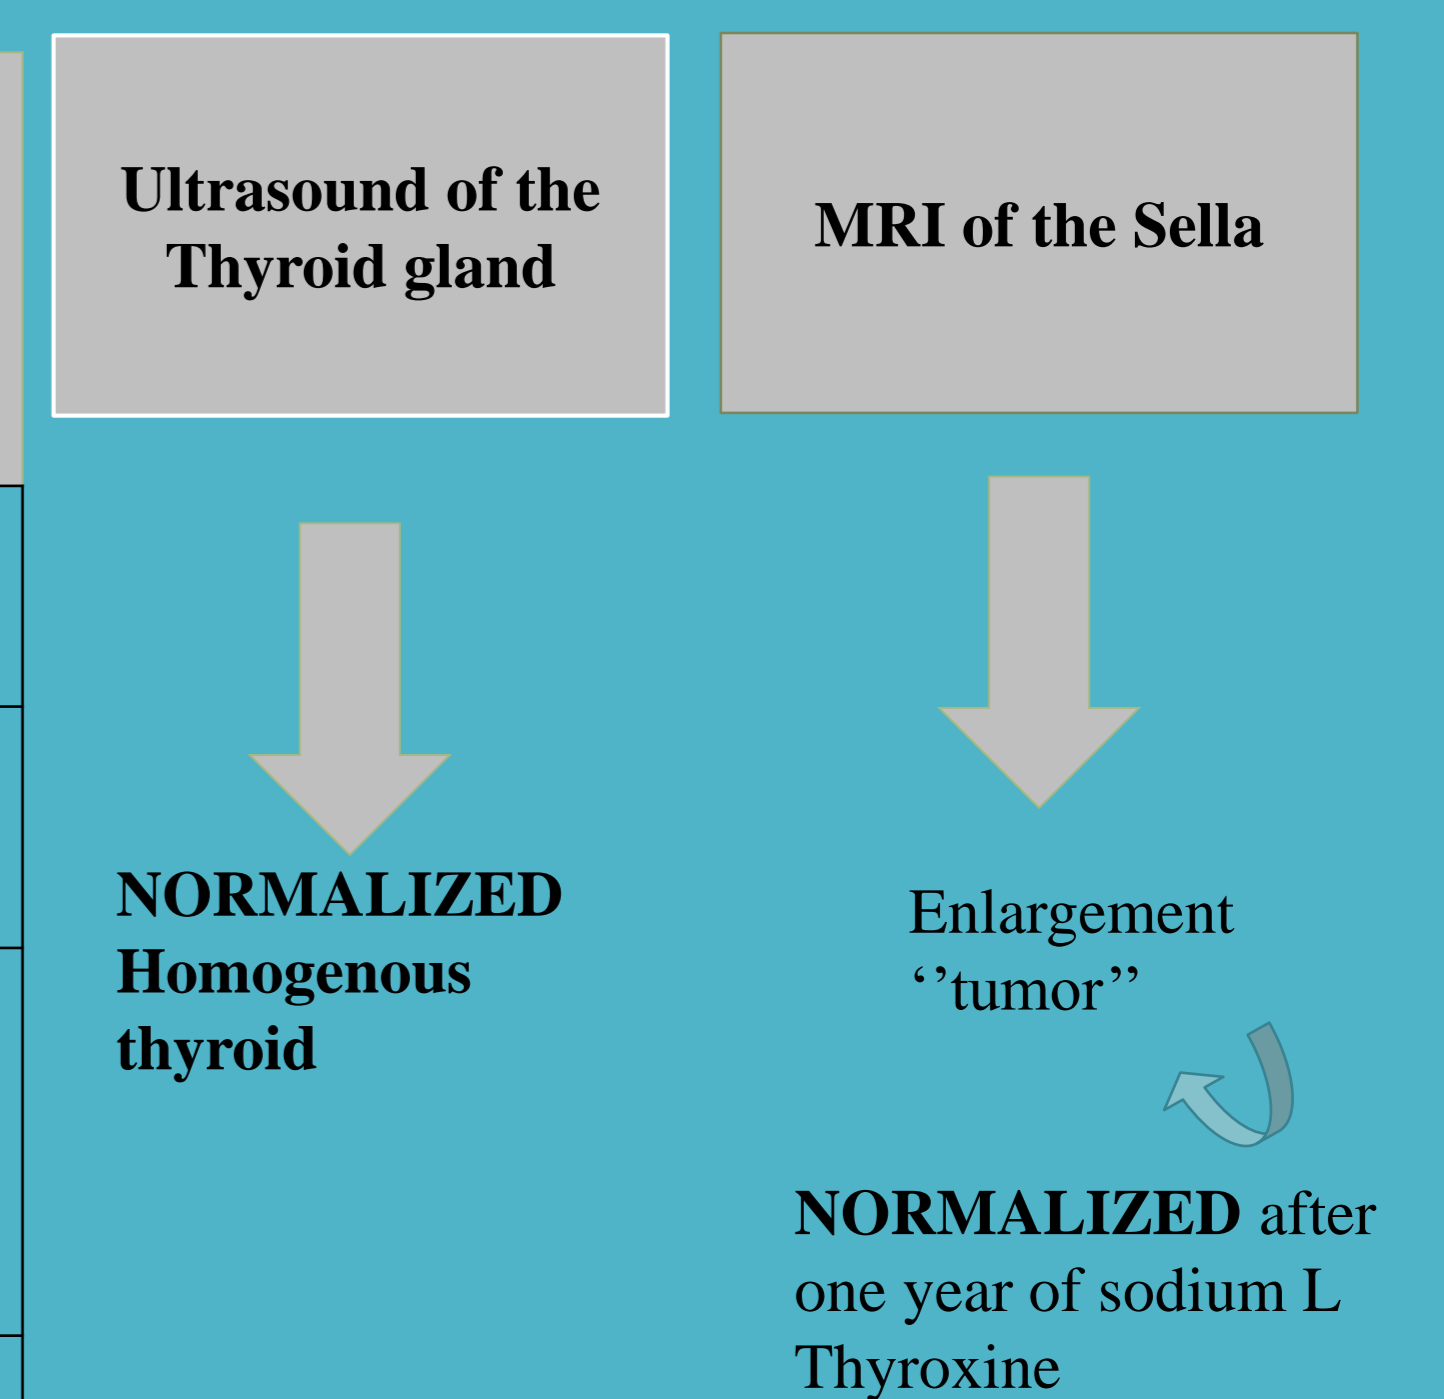 Ultrasound of the
Thyroid gland
MRI of the Sella
NORMALIZED
Homogenous
thyroid
Enlargement
‘’tumor’’
NORMALIZED after
one year of sodium L
Thyroxine